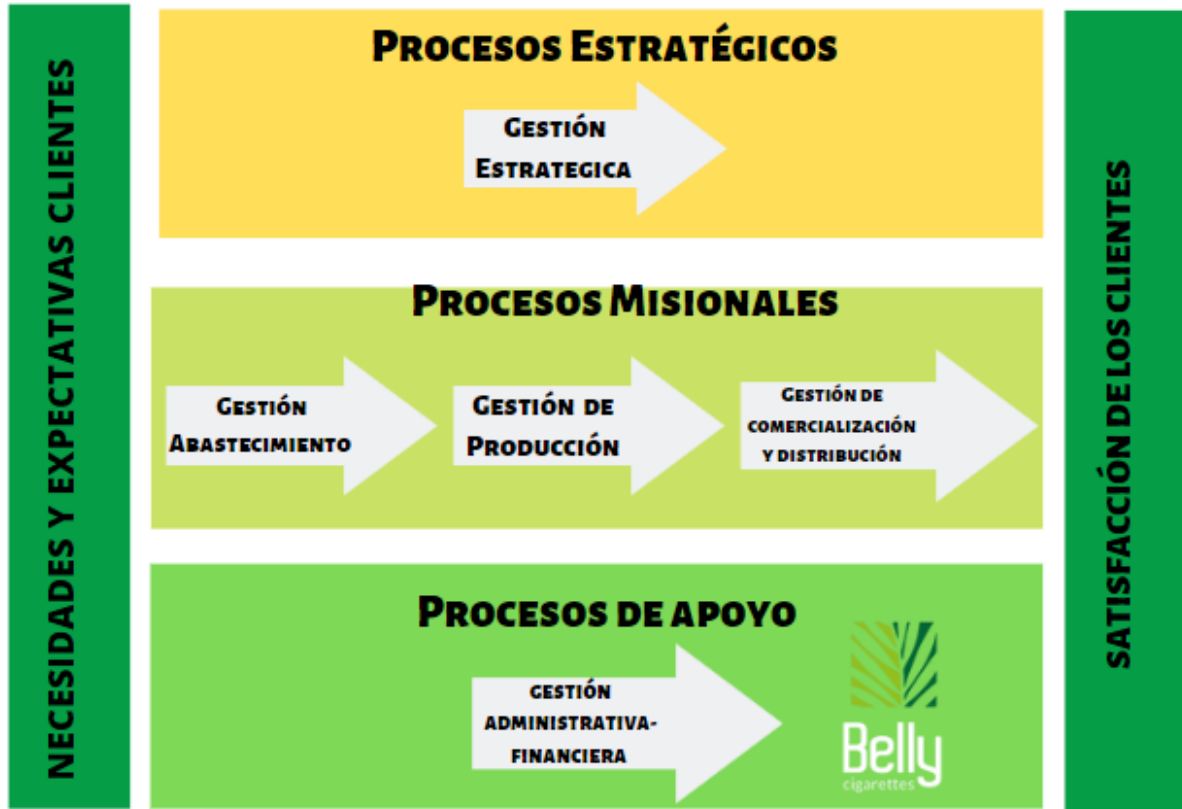 NECESIDADES Y EXPECTATIVAS CLIENTES
PROCESOS ESTRATÉGICOS
GESTIÓN
ESTRATEGICA
PROCESOS MISIONALES
GESTIÓN
ABASTECIMIENTO
GESTIÓN DE
PRODUCCIÓN
GESTIÓN DE
COMERCIALIZACIÓN
Y DISTRIBUCIÓN
PROCESOS DE APOYO
GESTIÓN
ADMINISTRATIVA-
FINANCIERA
Belly
cigarettes
SATISFACCIÓN DE LOS CLIENTES